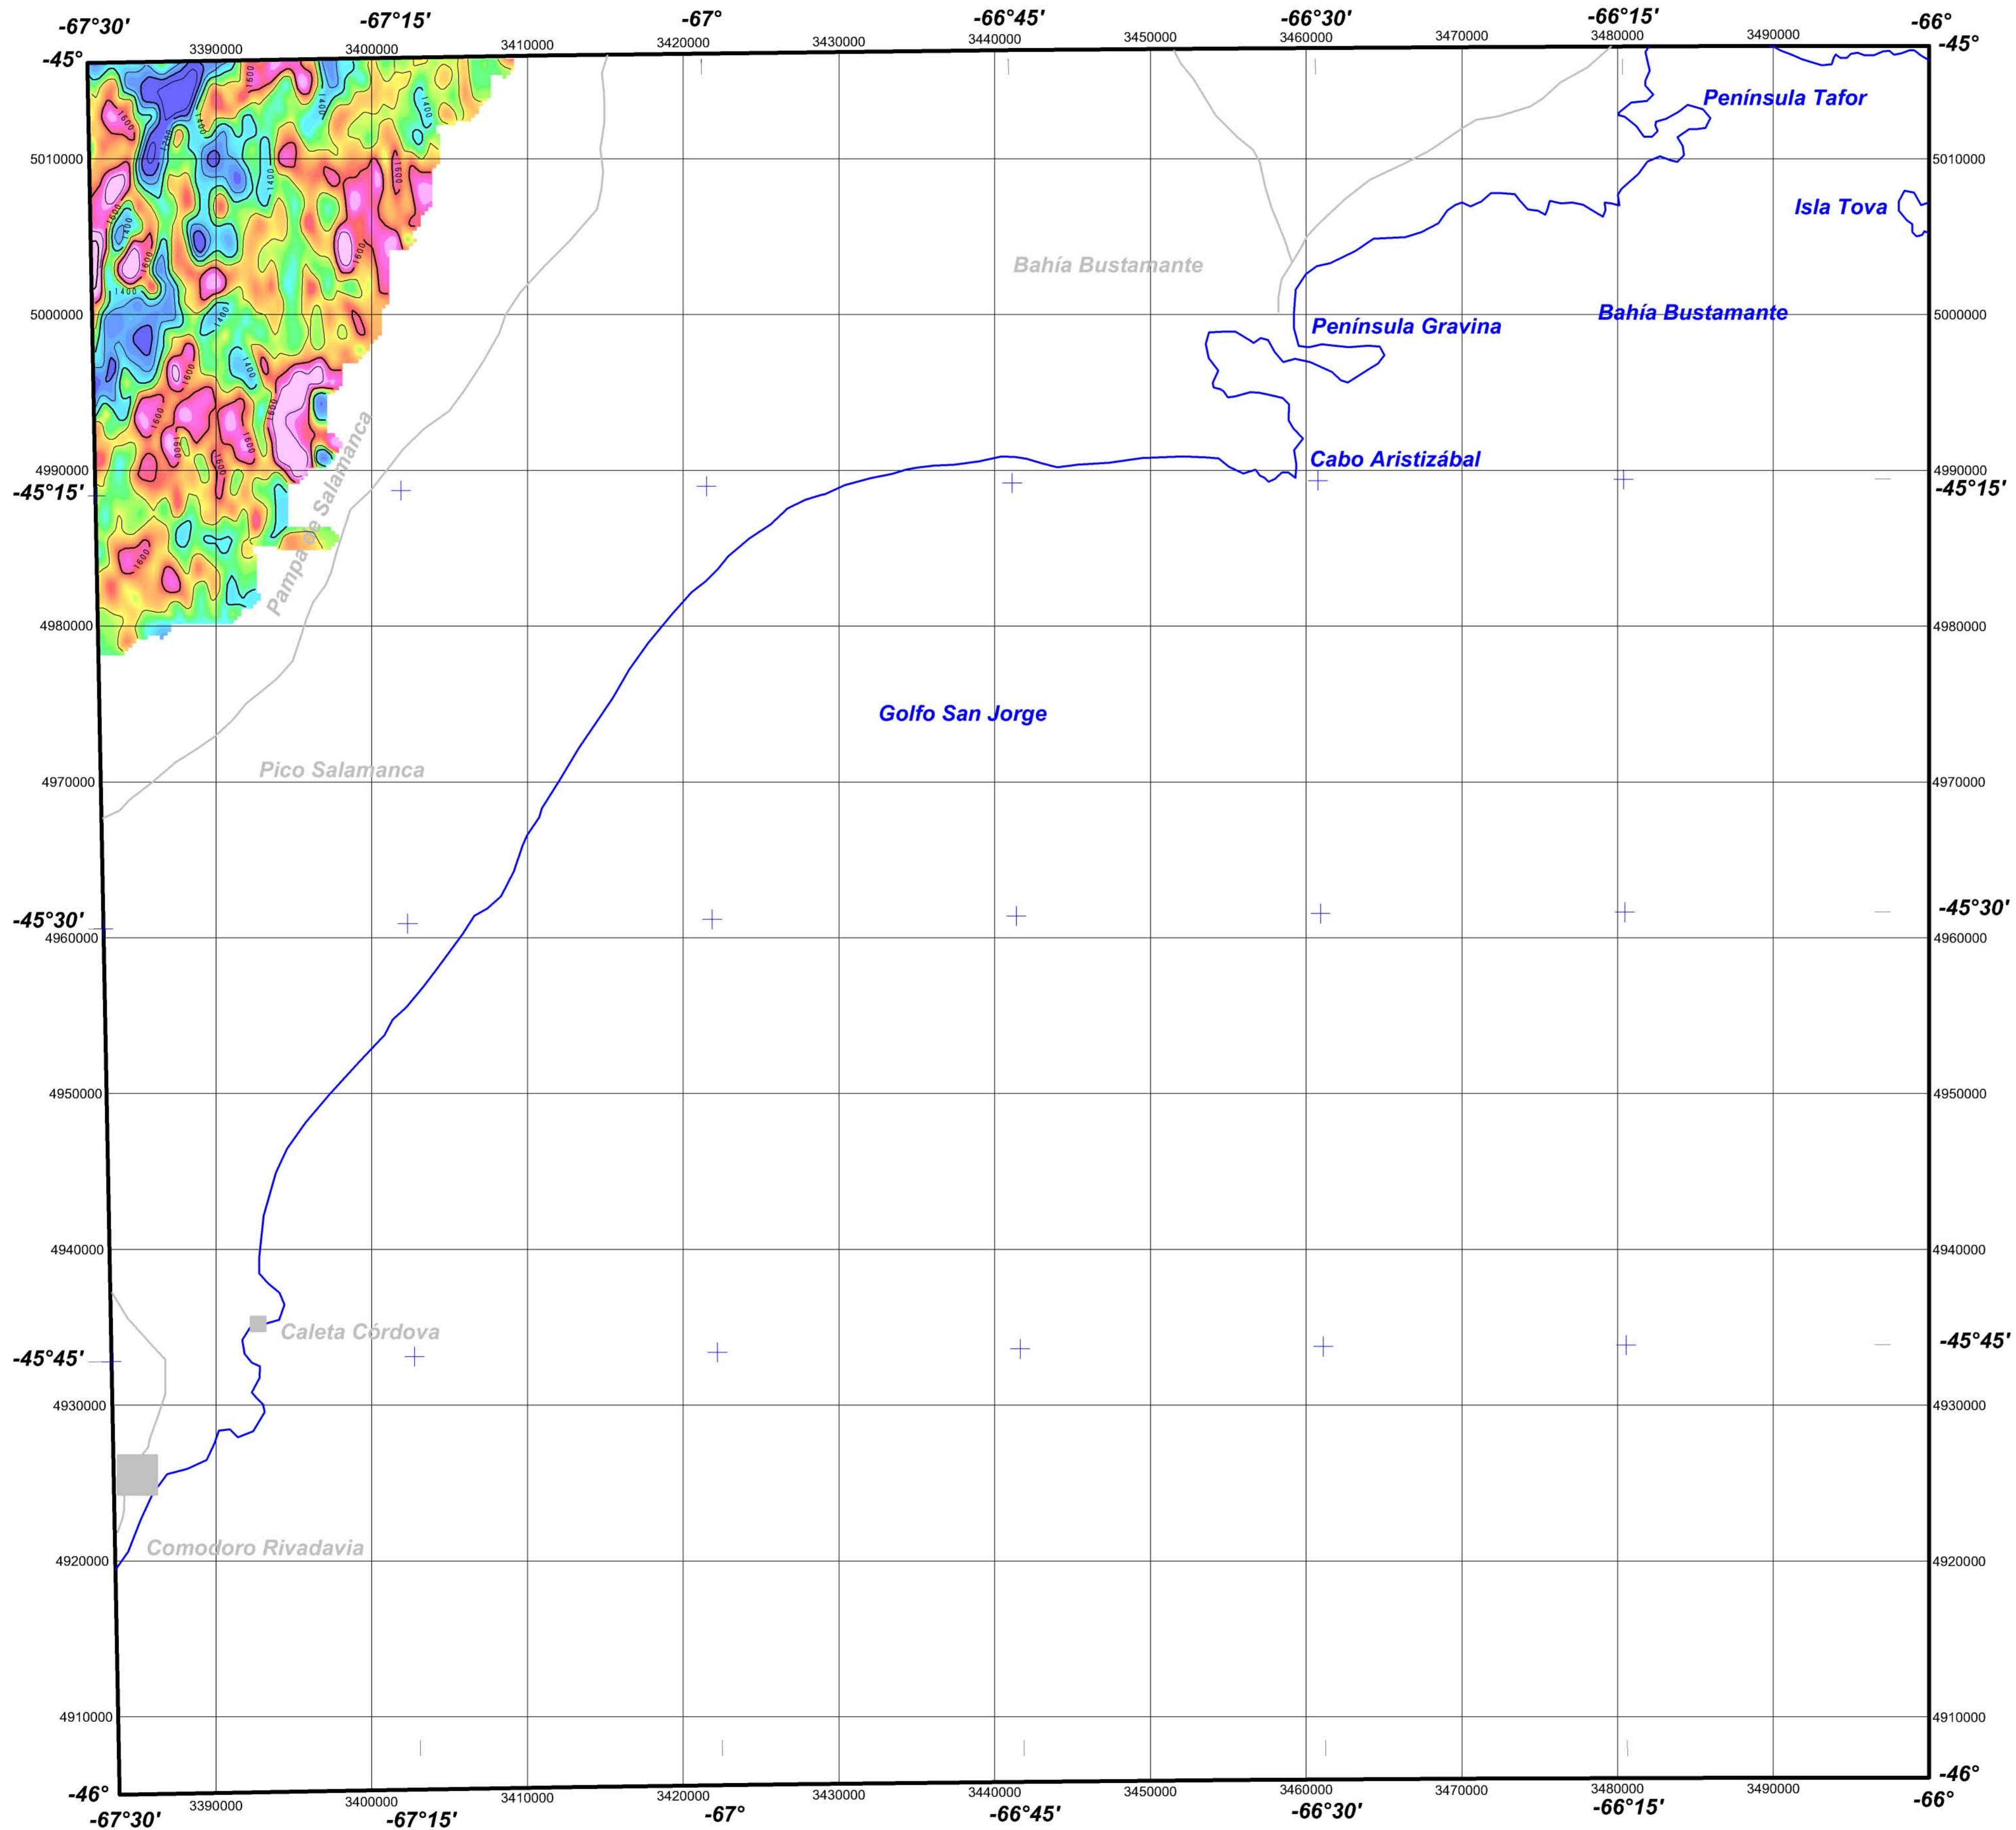 -67°30' -67°15' -67° -66°45' -66°30' -66°15' -66°
3390000 3400000 3410000 3420000 3430000 3440000 3450000 3460000 3470000 3480000 3490000
-45° -45°
Península Tafor
5010000 5010000
Isla Tova
Bahía Bustamante
5000000 Bahía Bustamante 5000000
Península Gravina
Pampa de Salamanca
Cabo Aristizábal
4990000 4990000
-45°15' -45°15'
4980000 4980000
Golfo San Jorge
Pico Salamanca
4970000 4970000
-45°30' -45°30'
4960000 4960000
4950000 4950000
4940000 4940000
Caleta Córdova
-45°45' -45°45'
4930000 4930000
Comodoro Rivadavia
4920000 4920000
4910000 4910000
-46° -46°
3390000 3400000 3410000 3420000 3430000 3440000 3450000 3460000 3470000 3480000 3490000
-67°30' -67°15' -67° -66°45' -66°30' -66°15' -66°